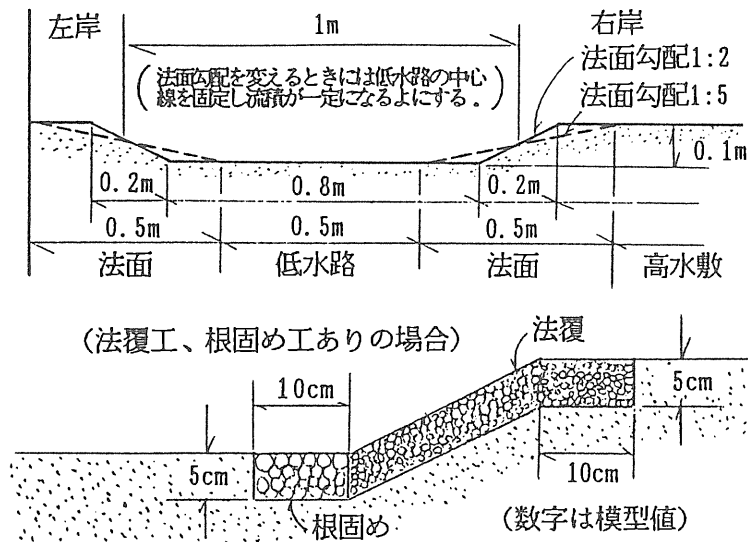 左岸
1m
右岸
(法面勾配を変えるときには低水路の中心
線を固定し流積が一定になるよにする。)
法面勾配1:2
法面勾配1:5
0.1m
0.2m
0.8m
0.2m
0.5m
0.5m
0.5m
法面
低水路
法面
高水敷
(法覆工、根固め工ありの場合)
法覆
10cm
5cm
5cm
10cm
根固め
(数字は模型値)